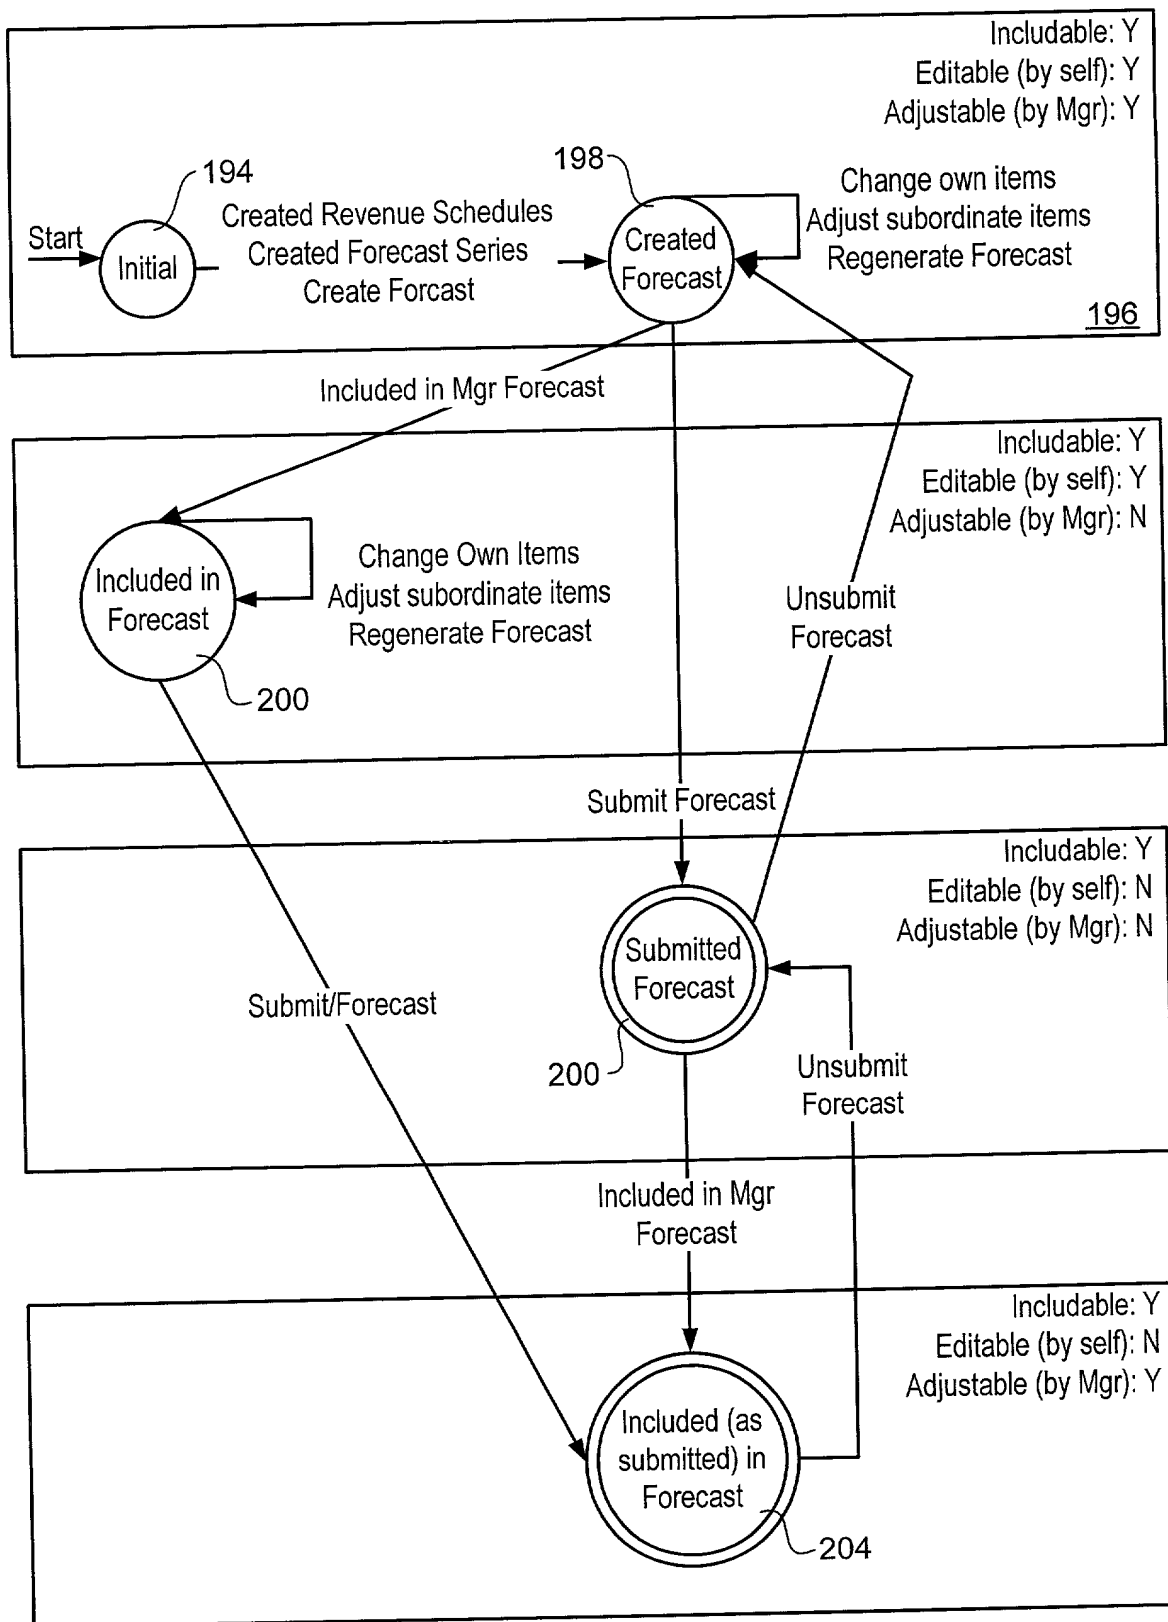 Includable: Y
Editable (by self): Y
Adjustable (by Mgr): Y
194
198
Start
Initial
Created Revenue Schedules
Created Forecast Series
Create Forcast
Created
Forecast
Change own items
Adjust subordinate items
Regenerate Forecast
196
Included in Mgr Forecast
Includable: Y
Editable (by self): Y
Adjustable (by Mgr): N
Included in
Forecast
Change Own Items
Adjust subordinate items
Regenerate Forecast
200
Unsubmit
Forecast
Submit Forecast
Includable: Y
Editable (by self): N
Adjustable (by Mgr): N
Submitted
Forecast
200
Submit/Forecast
Unsubmit
Forecast
Included in Mgr
Forecast
Includable: Y
Editable (by self): N
Adjustable (by Mgr): Y
Included (as
submitted) in
Forecast
204